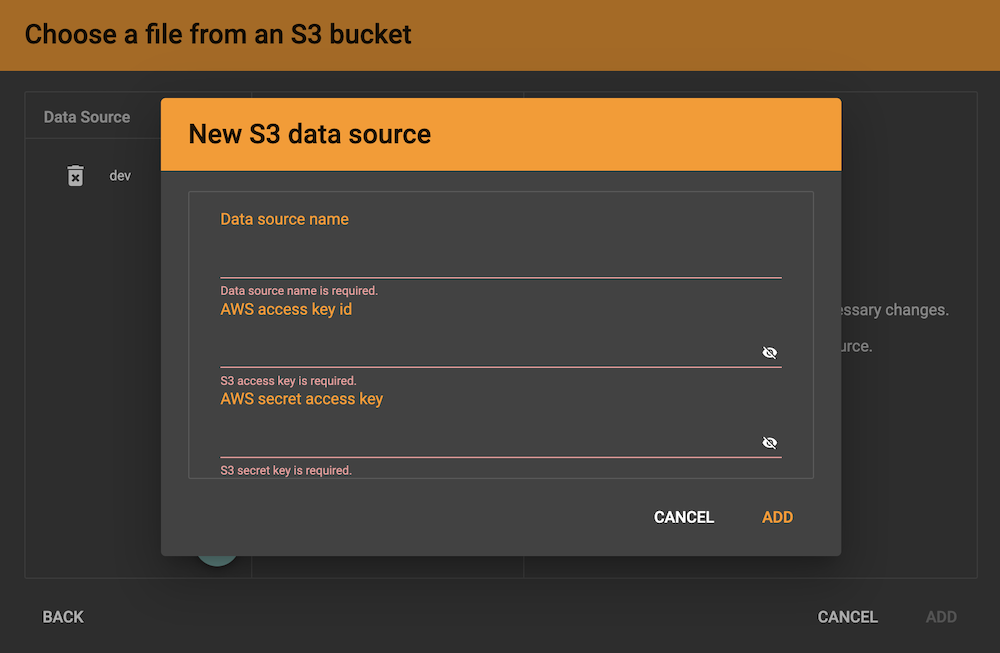 Choose a file from an S3 bucket
Data Source
dev
New S3 data source
Data source name
Data source name is required.
AWS access key id
S3 access key is required.
AWS secret access key
S3 secret key is required.
CANCEL
ADD
changes.
BACK
CANCEL
ADD